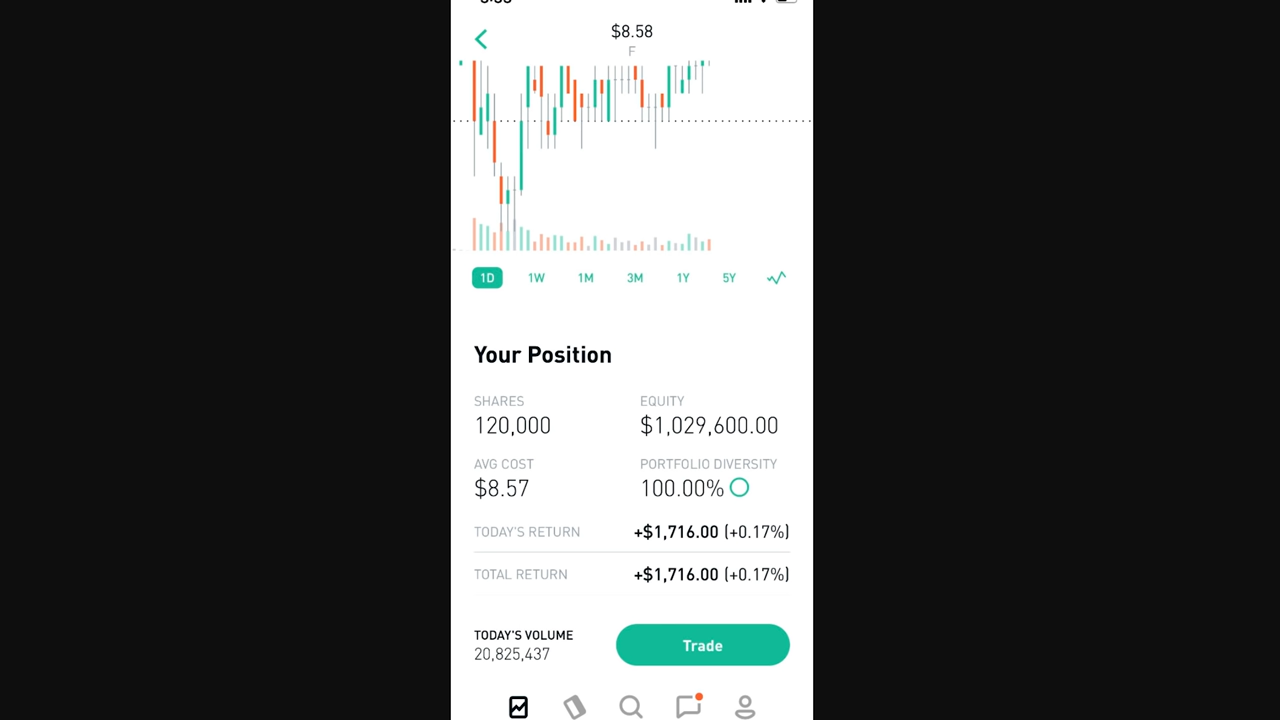 $8.58
F
1D 1W 1M 3M 1Y 5Y
Your Position
SHARES EQUITY
120,000 $1,029,600.00
AVG COST PORTFOLIO DIVERSITY
$8.57 100.00%
TODAY'S RETURN +$1,716.00 (+0.17%)
TOTAL RETURN +$1,716.00 (+0.17%)
TODAY'S VOLUME
20,825,437
Trade